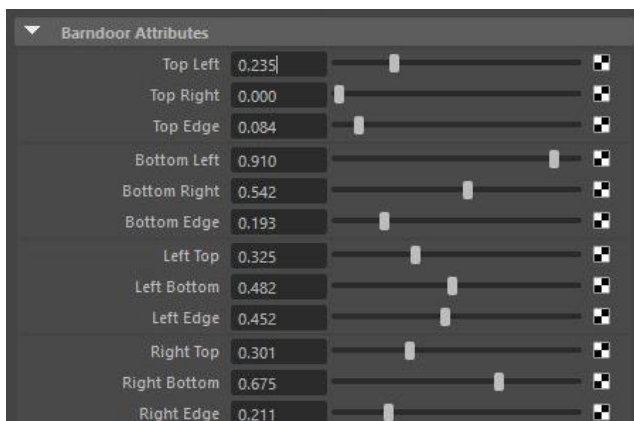 Barndoor Attributes
Top Left 0.235
Top Right 0.000
Top Edge 0.084
Bottom Left 0.910
Bottom Right 0.542
Bottom Edge 0.193
Left Top 0.325
Left Bottom 0.482
Left Edge 0.452
Right Top 0.301
Right Bottom 0.675
Right Edge 0.211